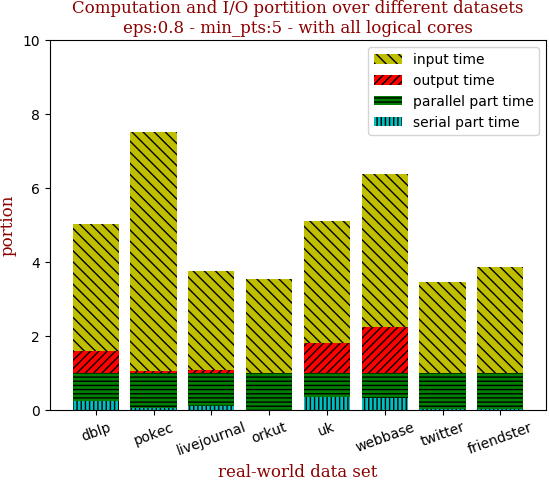 Computation and I/O portition over different datasets
eps:0.8 - min_pts:5 - with all logical cores
10
8
6
4
2
0
portion
input time
output time
parallel part time
serial part time
dblp
pokec
livejournal
orkut
uk
webbase
twitter
friendster
real-world data set